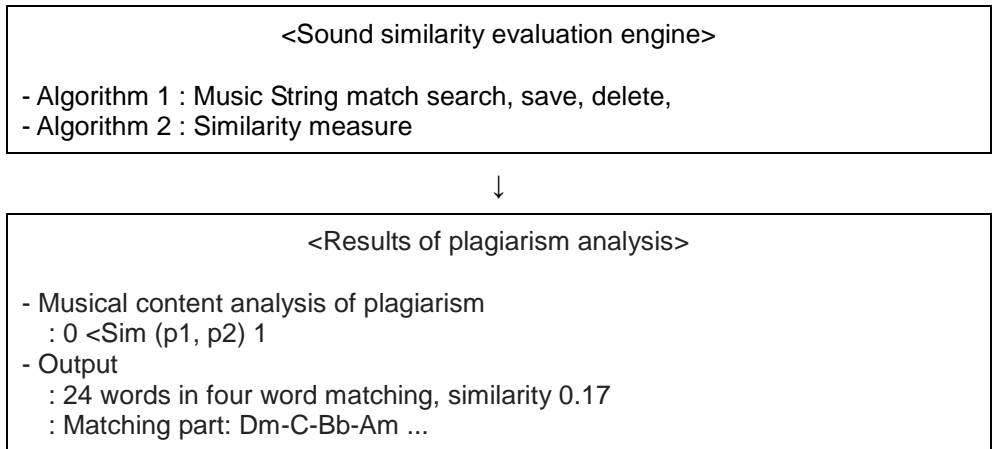 <Sound similarity evaluation engine>
- Algorithm 1 : Music String match search, save, delete,
- Algorithm 2 : Similarity measure
↓
<Results of plagiarism analysis>
- Musical content analysis of plagiarism
: 0 <Sim (p1, p2) 1
- Output
: 24 words in four word matching, similarity 0.17
: Matching part: Dm-C-Bb-Am ...